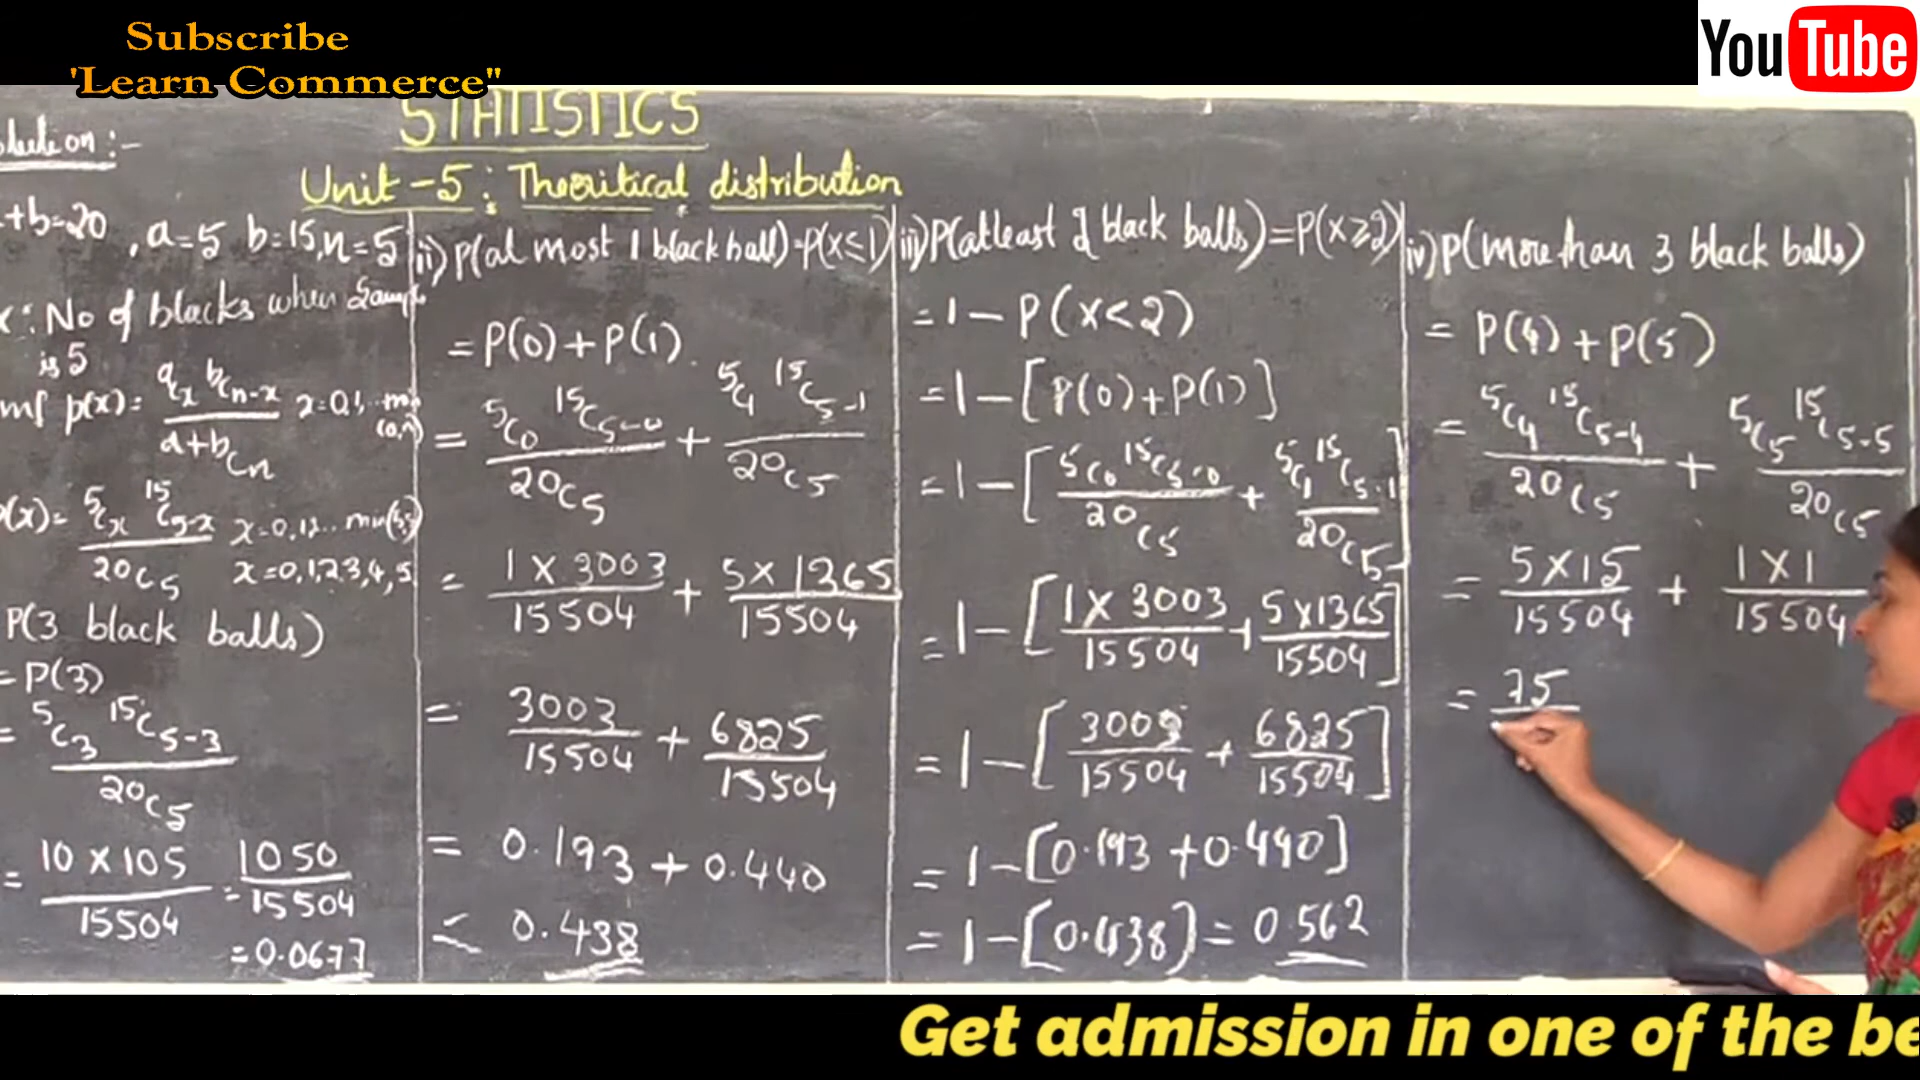 Subscribe
'Learn Commerce"
YouTube
STATISTICS
Unit-5: Theoritical distribution
+b=20, a=5 b=15, n=5
X: No of blacks when Sample
is 5
p(x) = aCx bCn-x / a+bCn x=0,1,...min(a,n)
(x) = 5Cx 15C5-x / 20C5 x=0,1,2...min(5,5)
x=0,1,2,3,4,5
P(3 black balls)
= P(3)
= 5C3 15C5-3 / 20C5
= 10 X 105 / 15504 = 1050 / 15504
= 0.0677
ii) P(at most 1 black ball) = P(x≤1)
= P(0) + P(1)
= 5C0 15C5-0 / 20C5 + 5C1 15C5-1 / 20C5
= 1 X 3003 / 15504 + 5 X 1365 / 15504
= 3003 / 15504 + 6825 / 15504
= 0.193 + 0.440
= 0.438
iii) P(atleast 2 black balls) = P(x≥2)
= 1 - P(x<2)
= 1 - [P(0) + P(1)]
= 1 - [5C0 15C5-0 / 20C5 + 5C1 15C5-1 / 20C5]
= 1 - [1 X 3003 / 15504 + 5 X 1365 / 15504]
= 1 - [3003 / 15504 + 6825 / 15504]
= 1 - [0.193 + 0.440]
= 1 - [0.438] = 0.562
iv) P(more than 3 black balls)
= P(4) + P(5)
= 5C4 15C5-4 / 20C5 + 5C5 15C5-5 / 20C5
= 5 X 15 / 15504 + 1 X 1 / 15504
= 75
Get admission in one of the be